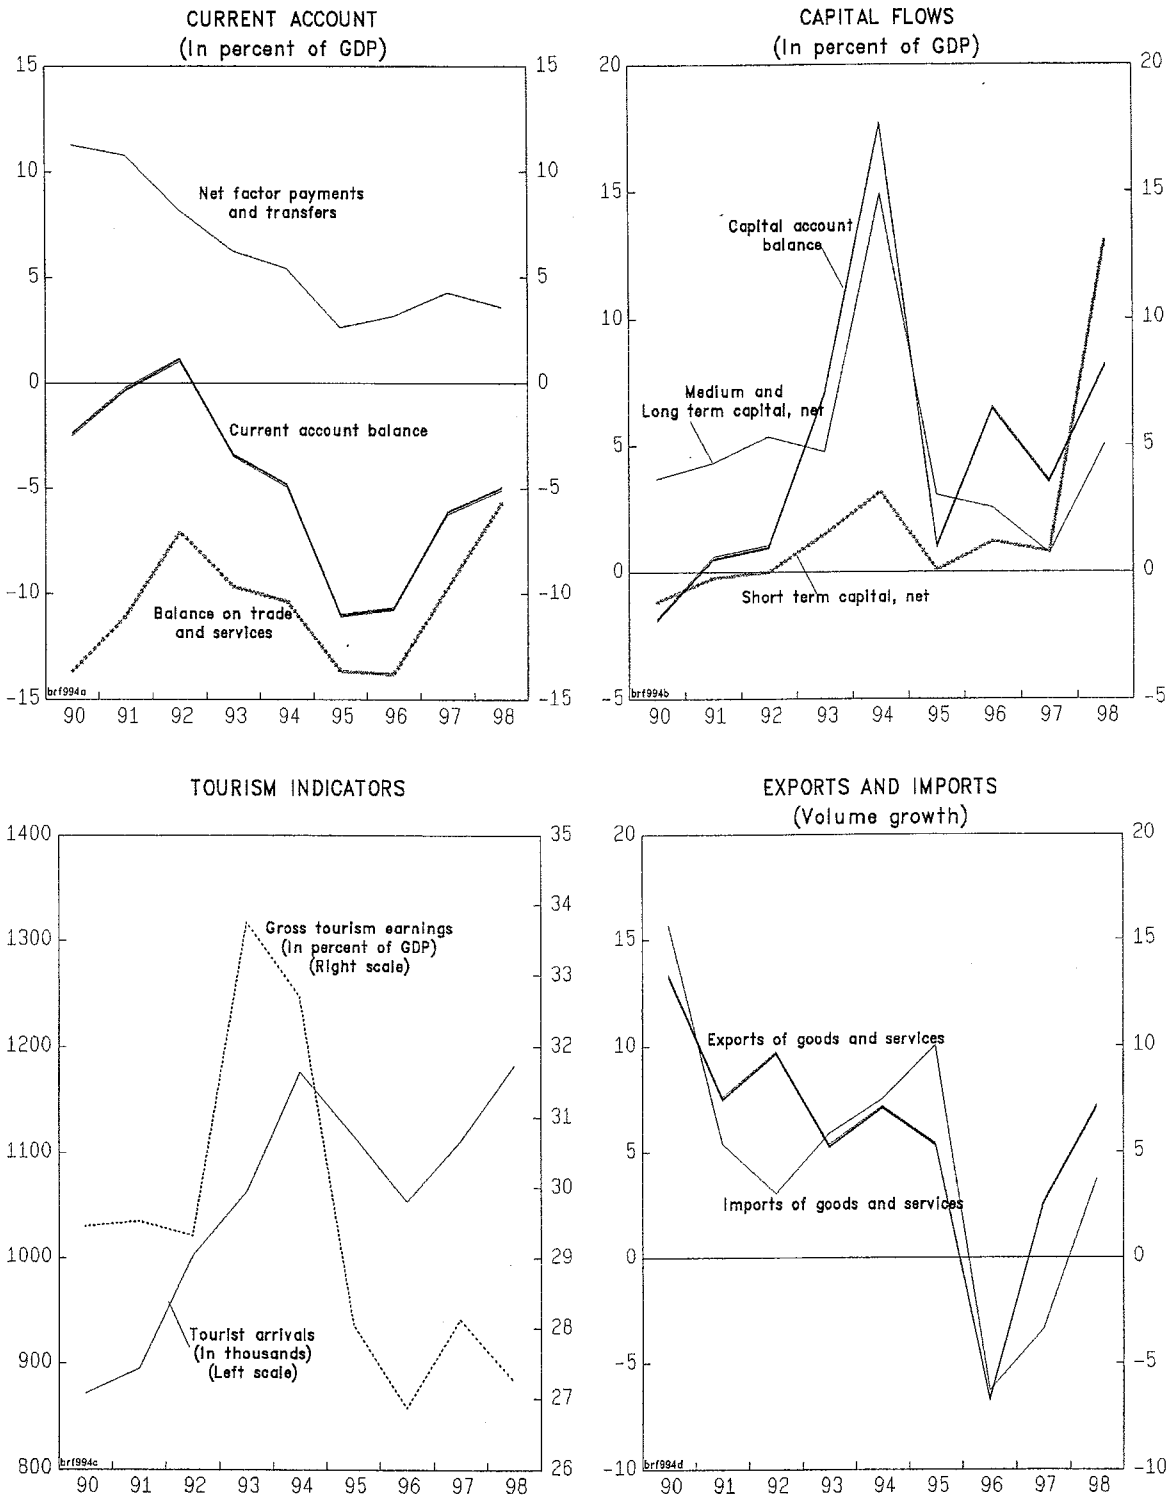 CURRENT ACCOUNT
(In percent of GDP)
15 15
10 10
Net factor payments
and transfers
5 5
0 0
Current account balance
-5 -5
-10 -10
Balance on trade
and services
-15 -15
brf994a
90 91 92 93 94 95 96 97 98
CAPITAL FLOWS
(In percent of GDP)
20 20
15 15
Capital account
balance
10 10
Medium and
Long term capital, net
5 5
0 0
Short term capital, net
-5 -5
brf994b
90 91 92 93 94 95 96 97 98
TOURISM INDICATORS
1400 35
34
1300
Gross tourism earnings
(In percent of GDP)
(Right scale)
33
1200 32
31
1100
30
1000 29
28
Tourist arrivals
(In thousands)
(Left scale)
900
27
800 26
brf994c
90 91 92 93 94 95 96 97 98
EXPORTS AND IMPORTS
(Volume growth)
20 20
15 15
10 10
Exports of goods and services
5 5
Imports of goods and services
0 0
-5 -5
-10 -10
brf994d
90 91 92 93 94 95 96 97 98